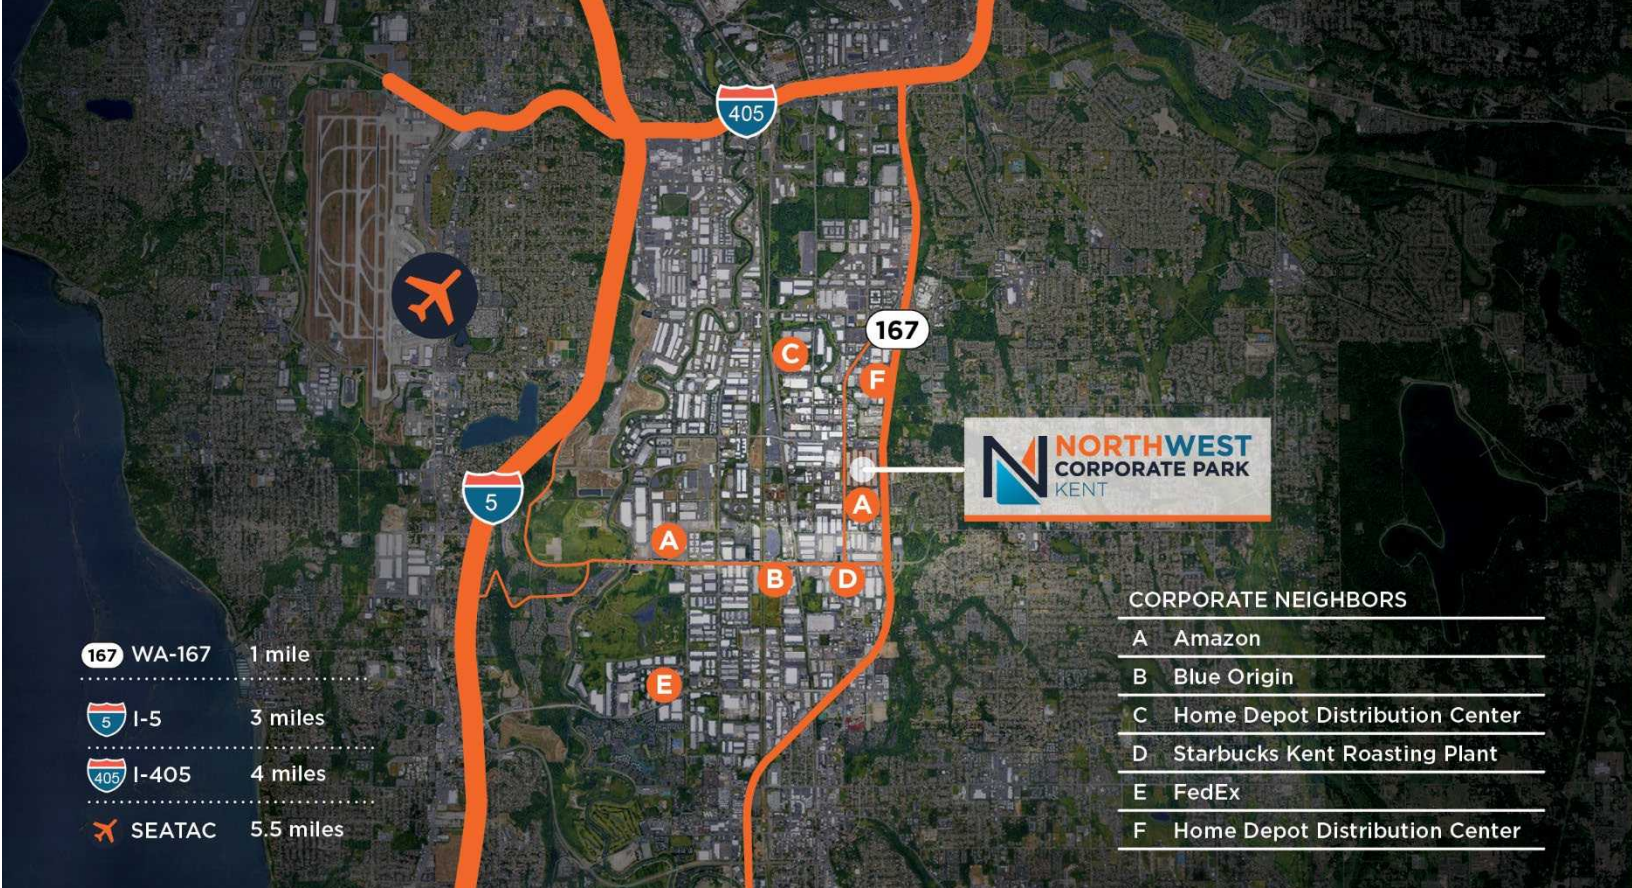 405
167
C
F
NORTHWEST
CORPORATE PARK
KENT
5
A
A
B
D
E
167 WA-167 1 mile
5 I-5 3 miles
405 I-405 4 miles
SEATAC 5.5 miles
CORPORATE NEIGHBORS
A Amazon
B Blue Origin
C Home Depot Distribution Center
D Starbucks Kent Roasting Plant
E FedEx
F Home Depot Distribution Center